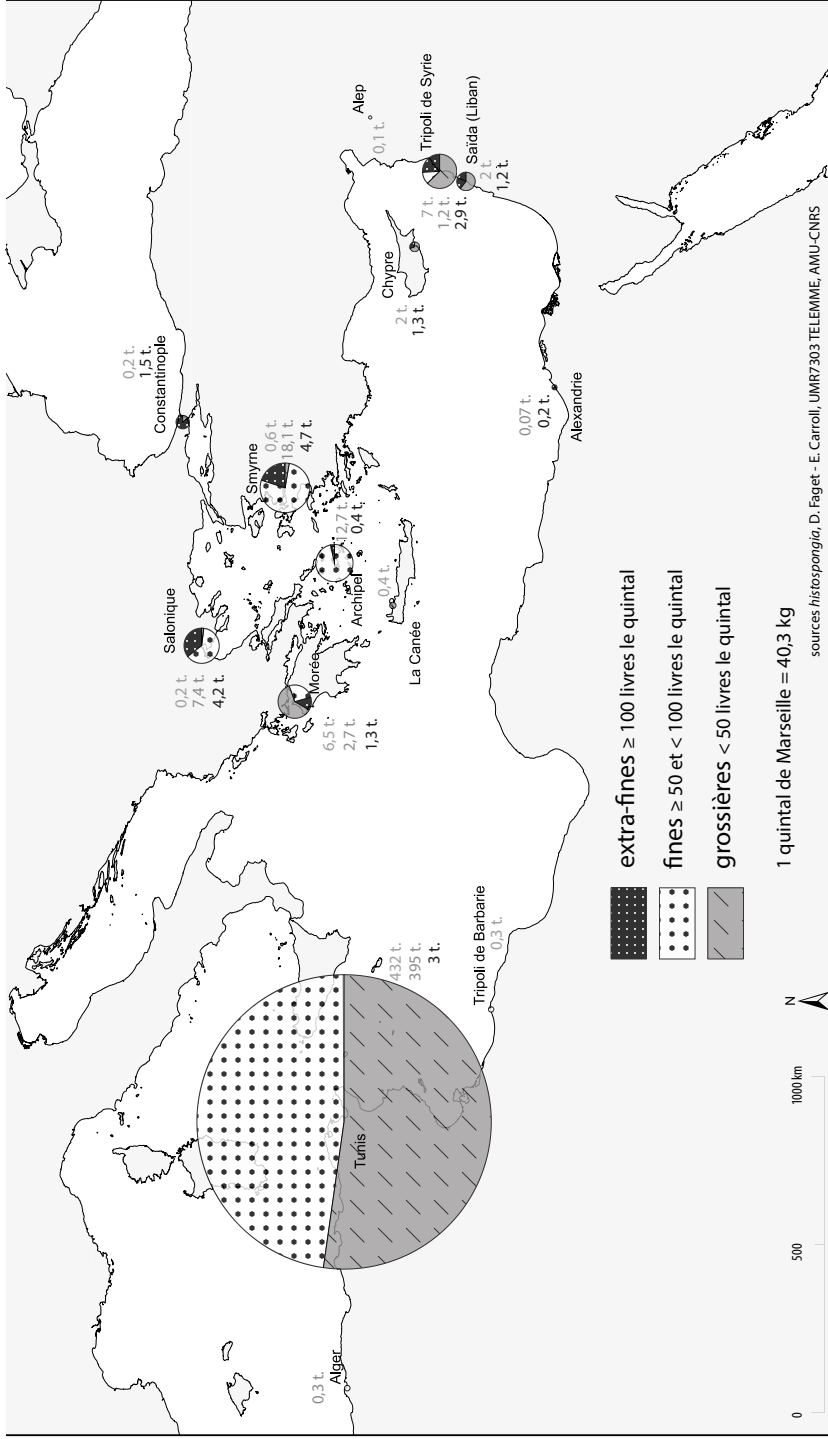 Alep
0,1 t.
Tripoli de Syrie
7 t.
1,2 t.
2,9 t.
Saïda (Liban)
2 t.
1,2 t.
Chypre
2 t.
1,3 t.
0,2 t.
1,5 t.
Constantinople
Smyrne
0,6 t.
18,1 t.
4,7 t.
Archipel
12,7 t.
0,4 t.
Salonique
0,2 t.
7,4 t.
4,2 t.
Morée
6,5 t.
2,7 t.
1,3 t.
0,4 t.
La Canée
0,07 t.
0,2 t.
Alexandrie
Tunis
432 t.
395 t.
3 t.
Tripoli de Barbarie
0,3 t.
0,3 t.
Alger
extra-fines ≥ 100 livres le quintal
fines ≥ 50 et < 100 livres le quintal
grossières < 50 livres le quintal
1 quintal de Marseille = 40,3 kg
N
0 500 1000 km
sources histospongia, D. Faget - E. Carroll, UMR7303 TELEMME, AMU-CNRS